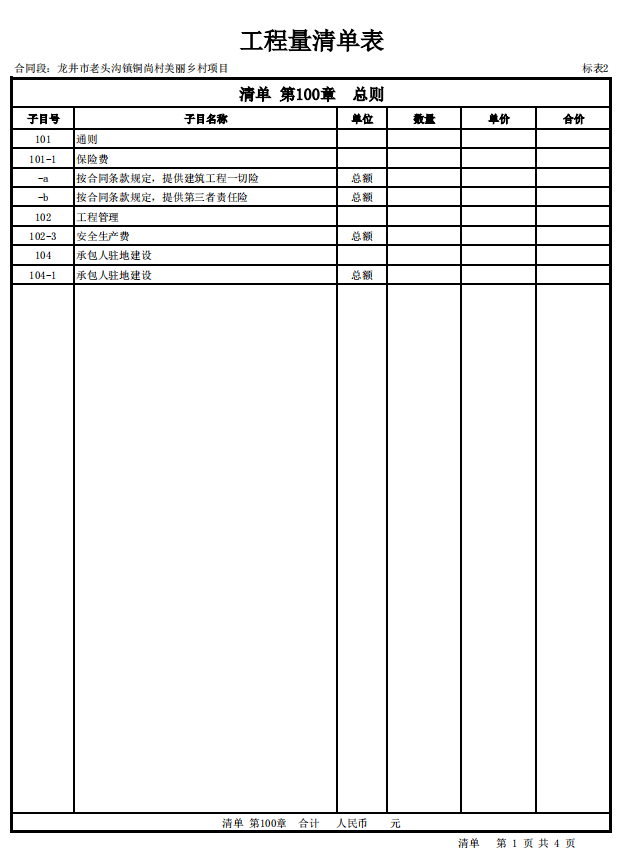 工程量清单表
合同段：龙井市老头沟镇铜尚村美丽乡村项目 标表2
清单 第100章 总则
子目号 子目名称 单位 数量 单价 合价
101 通则
101-1 保险费
-a 按合同条款规定，提供建筑工程一切险 总额
-b 按合同条款规定，提供第三者责任险 总额
102 工程管理
102-3 安全生产费 总额
104 承包人驻地建设
104-1 承包人驻地建设 总额
清单 第100章 合计 人民币 元
清单 第 1 页 共 4 页